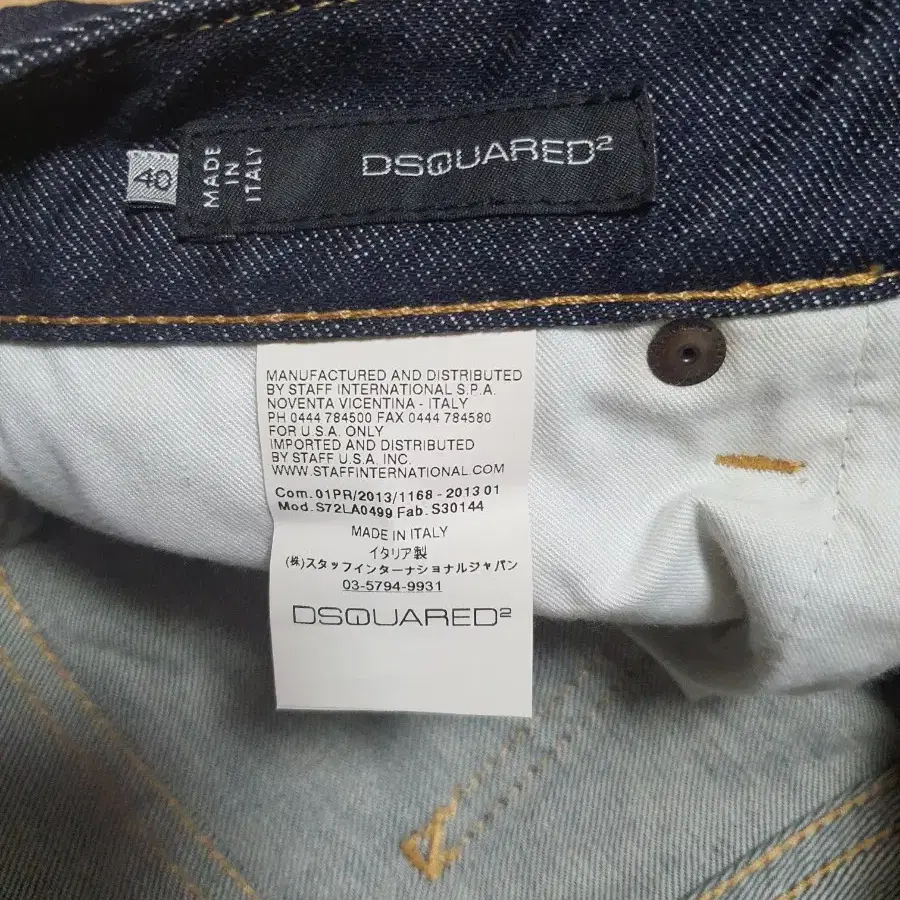 40
MADE
IN
ITALY
DSQUARED²
MANUFACTURED AND DISTRIBUTED
BY STAFF INTERNATIONAL S.P.A.
NOVENTA VICENTINA - ITALY
PH 0444 784500 FAX 0444 784580
FOR U.S.A. ONLY
IMPORTED AND DISTRIBUTED
BY STAFF U.S.A. INC.
WWW.STAFFINTERNATIONAL.COM
Com. 01PR/2013/1168 - 2013 01
Mod. S72LA0499 Fab. S30144
MADE IN ITALY
イタリア製
(株)スタッフインターナショナルジャパン
03-5794-9931
DSQUARED²